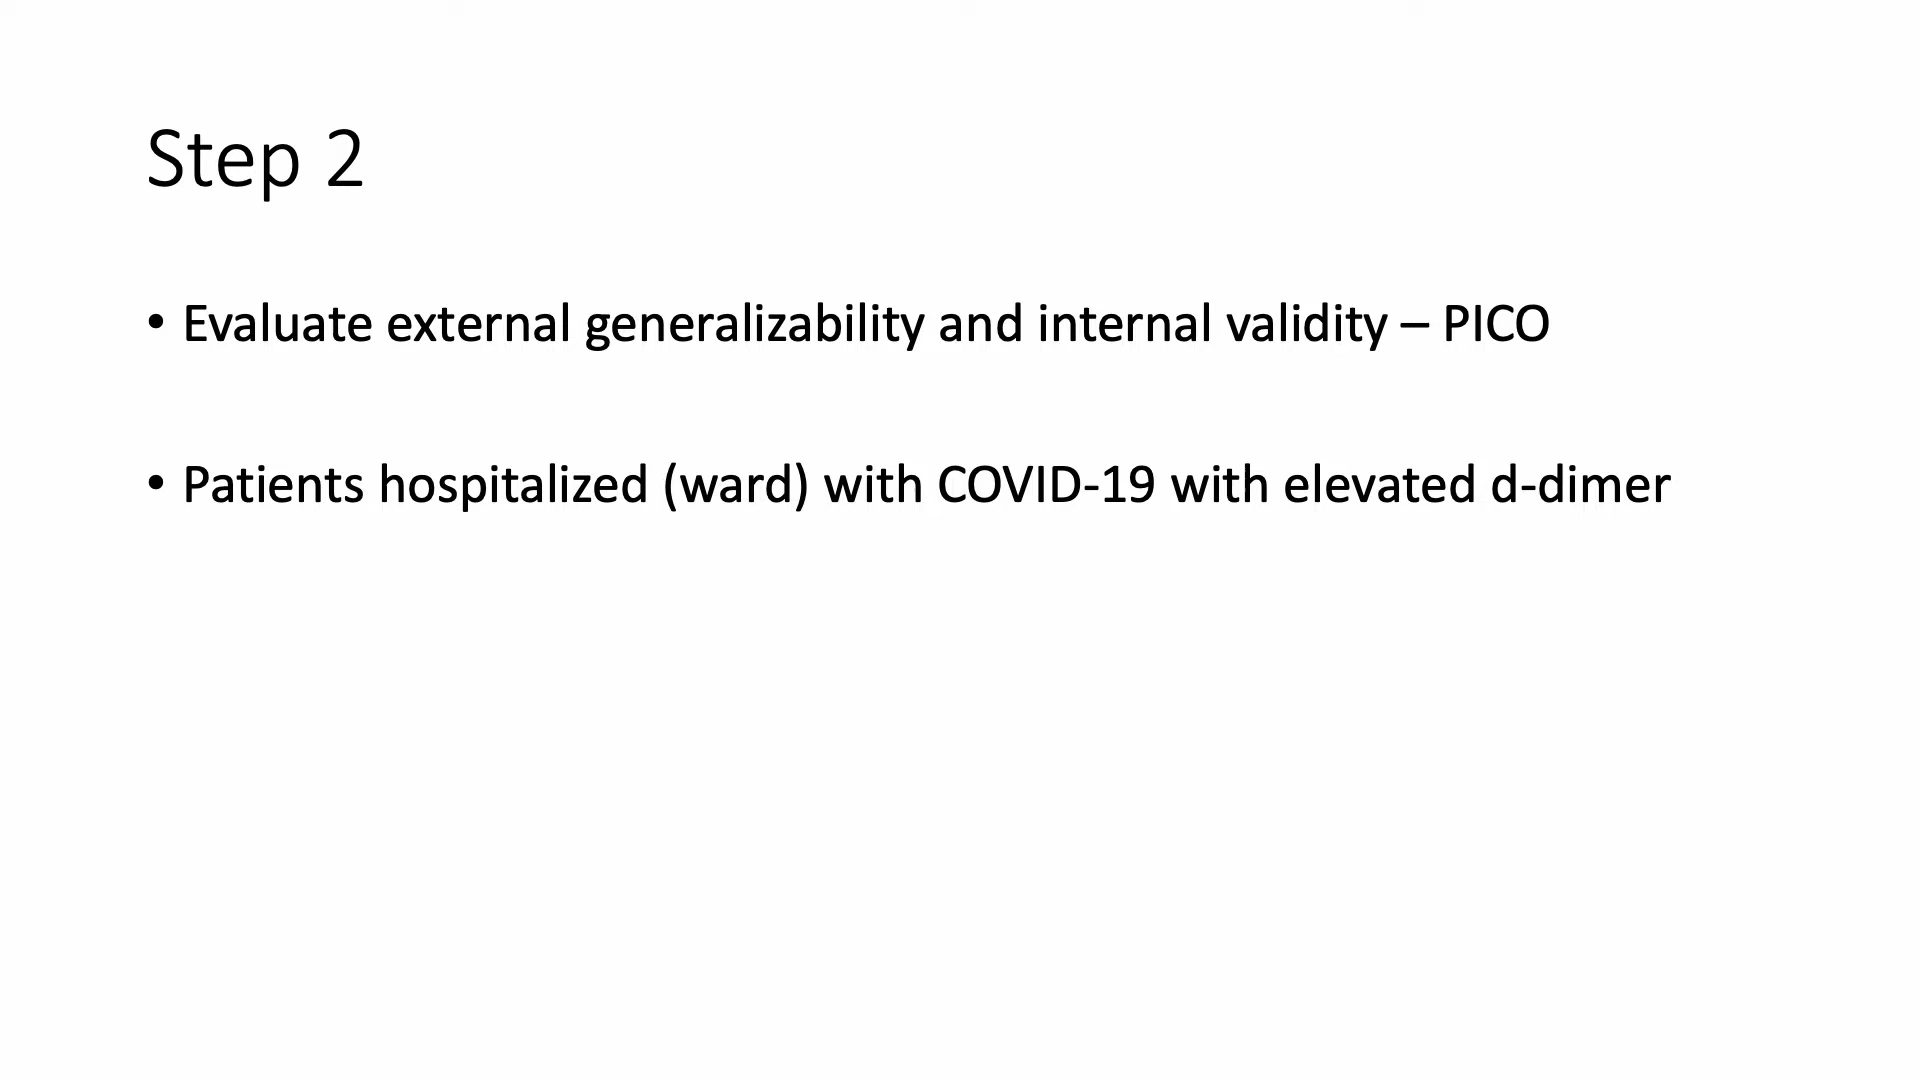 Step 2
• Evaluate external generalizability and internal validity – PICO
• Patients hospitalized (ward) with COVID-19 with elevated d-dimer